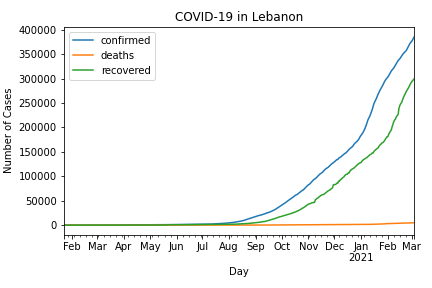 COVID-19 in Lebanon
confirmed
deaths
recovered
Number of Cases
400000
350000
300000
250000
200000
150000
100000
50000
0
Feb Mar Apr May Jun Jul Aug Sep Oct Nov Dec Jan Feb Mar
2021
Day